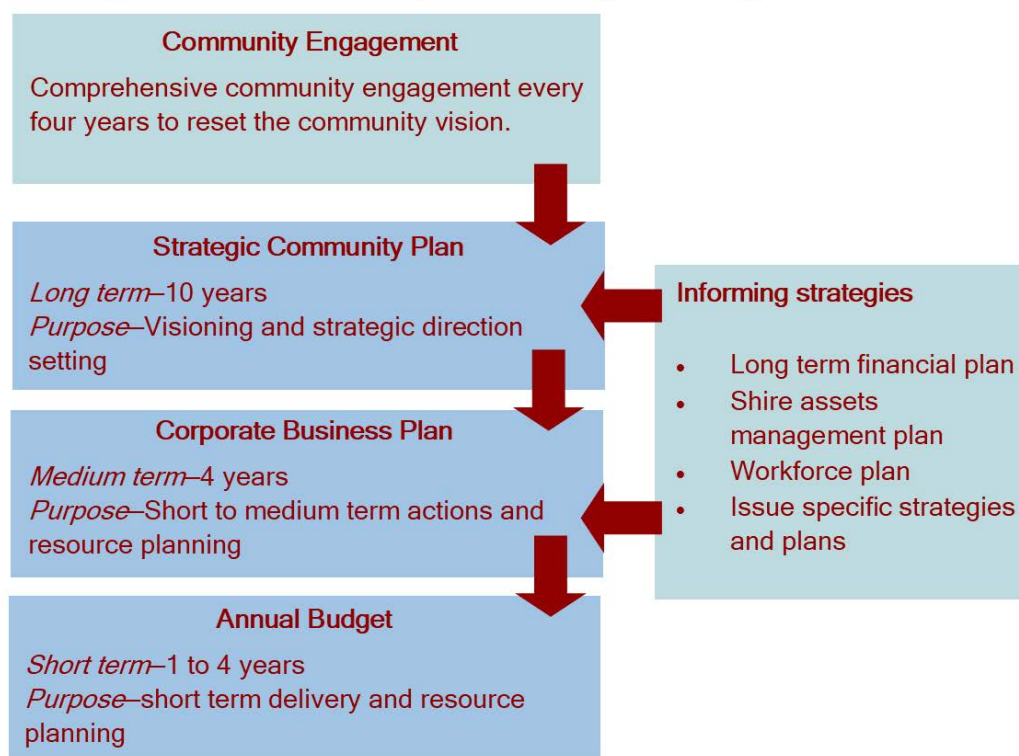 Community Engagement
Comprehensive community engagement every
four years to reset the community vision.
Strategic Community Plan
Long term–10 years
Purpose–Visioning and strategic direction
setting
Corporate Business Plan
Medium term–4 years
Purpose–Short to medium term actions and
resource planning
Annual Budget
Short term–1 to 4 years
Purpose–short term delivery and resource
planning
Informing strategies
• Long term financial plan
• Shire assets
management plan
• Workforce plan
• Issue specific strategies
and plans